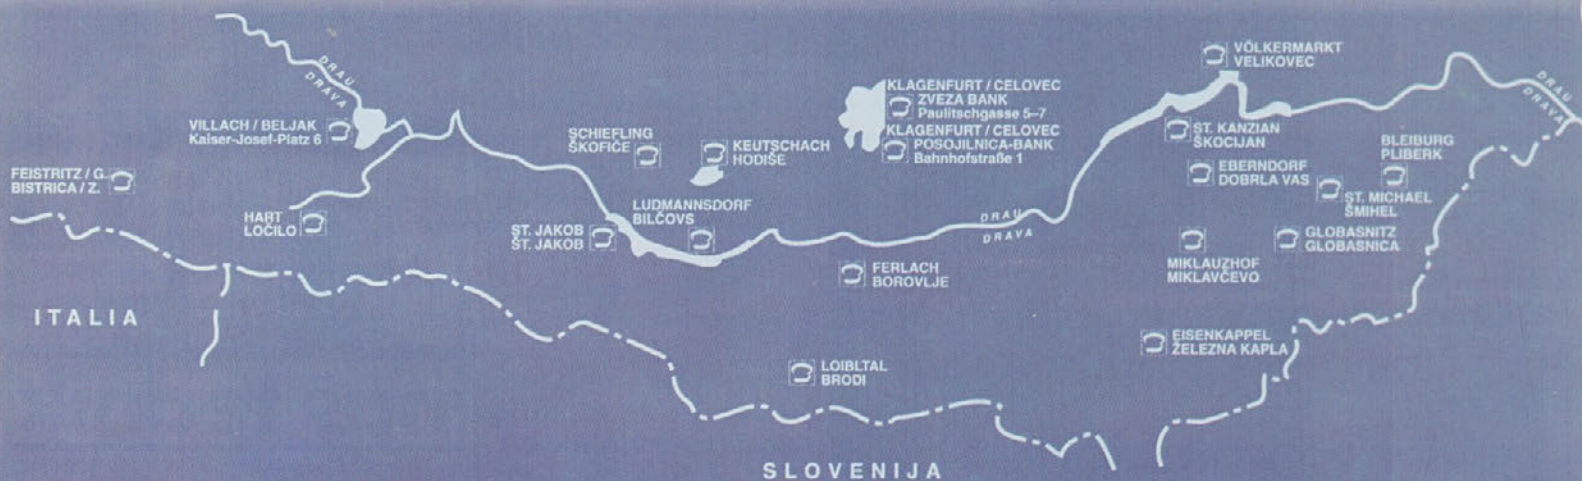 DRAU
DRAVA
VILLACH / BELJAK
Kaiser-Josef-Platz 6
FEISTRITZ / G.
BISTRICA / Z.
HART
LOČILO
ITALIA
SCHIEFLING
ŠKOFIČE
KEUTSCHACH
HODIŠE
ST. JAKOB
ŠT. JAKOB
LUDMANNSDORF
BILČOVS
KLAGENFURT / CELOVEC
ZVEZA BANK
Paulitschgasse 5–7
KLAGENFURT / CELOVEC
POSOJILNICA-BANK
Bahnhofstraße 1
FERLACH
BOROVLJE
LOIBLTAL
BRODI
DRAU
DRAVA
VÖLKERMARKT
VELIKOVEC
ST. KANZIAN
ŠKOCIJAN
EBERNDORF
DOBRLA VAS
BLEIBURG
PLIBERK
ST. MICHAEL
ŠMIHEL
MIKLAUZHOF
MIKLAVČEVO
GLOBASNITZ
GLOBASNICA
EISENKAPPEL
ŽELEZNA KAPLA
DRAU
DRAVA
SLOVENIJA